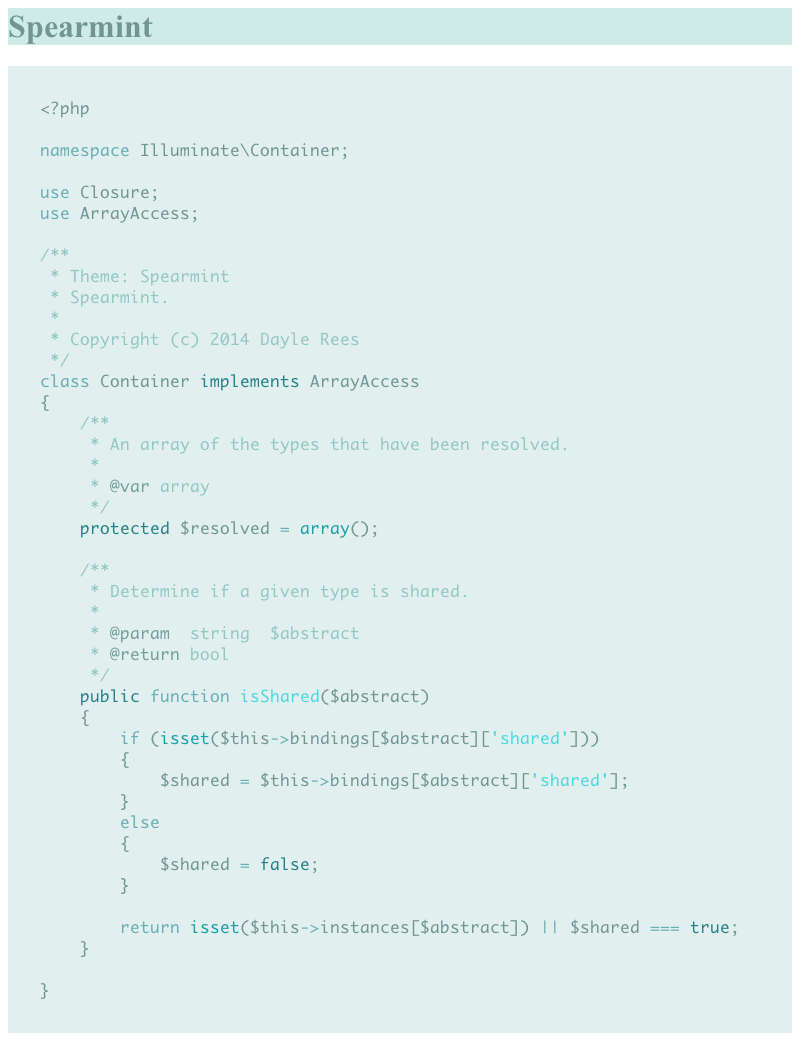 Spearmint
<?php
namespace Illuminate\Container;
use Closure;
use ArrayAccess;
/**
 * Theme: Spearmint
 * Spearmint.
 *
 * Copyright (c) 2014 Dayle Rees
 */
class Container implements ArrayAccess
{
    /**
     * An array of the types that have been resolved.
     *
     * @var array
     */
    protected $resolved = array();
    /**
     * Determine if a given type is shared.
     *
     * @param  string  $abstract
     * @return bool
     */
    public function isShared($abstract)
    {
        if (isset($this->bindings[$abstract]['shared']))
        {
            $shared = $this->bindings[$abstract]['shared'];
        }
        else
        {
            $shared = false;
        }
        return isset($this->instances[$abstract]) || $shared === true;
    }
}